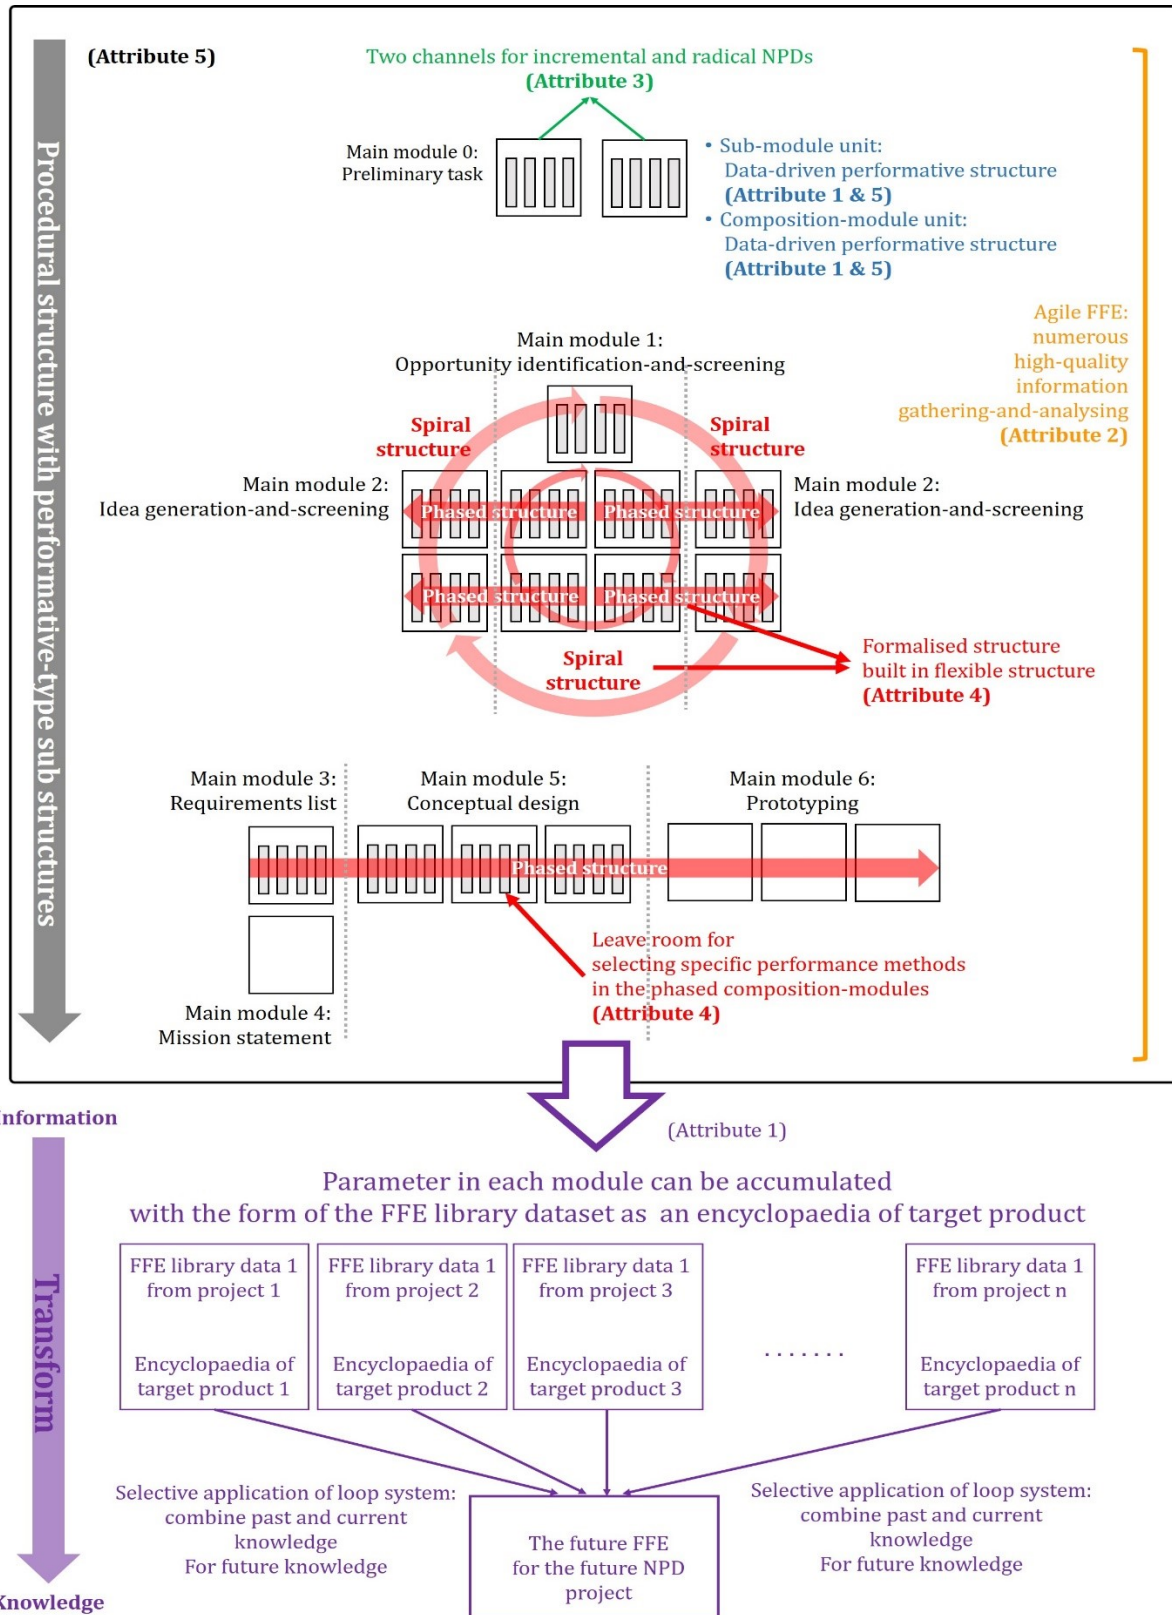 (Attribute 5)
Two channels for incremental and radical NPDs
(Attribute 3)
Procedural structure with performative-type sub structures
Main module 0:
Preliminary task
• Sub-module unit:
Data-driven performative structure
(Attribute 1 & 5)
• Composition-module unit:
Data-driven performative structure
(Attribute 1 & 5)
Agile FFE:
numerous
high-quality
information
gathering-and-analysing
(Attribute 2)
Main module 1:
Opportunity identification-and-screening
Spiral
structure
Spiral
structure
Main module 2:
Idea generation-and-screening
Phased structure
Phased structure
Main module 2:
Idea generation-and-screening
Phased structure
Phased structure
Spiral
structure
Formalised structure
built in flexible structure
(Attribute 4)
Main module 3:
Requirements list
Main module 5:
Conceptual design
Main module 6:
Prototyping
Phased structure
Leave room for
selecting specific performance methods
in the phased composition-modules
(Attribute 4)
Main module 4:
Mission statement
Information
(Attribute 1)
Parameter in each module can be accumulated
with the form of the FFE library dataset as an encyclopaedia of target product
Transform
FFE library data 1
from project 1
Encyclopaedia of
target product 1
FFE library data 1
from project 2
Encyclopaedia of
target product 2
FFE library data 1
from project 3
Encyclopaedia of
target product 3
. . . . . . .
FFE library data 1
from project n
Encyclopaedia of
target product n
Selective application of loop system:
combine past and current
knowledge
For future knowledge
The future FFE
for the future NPD
project
Selective application of loop system:
combine past and current
knowledge
For future knowledge
Knowledge